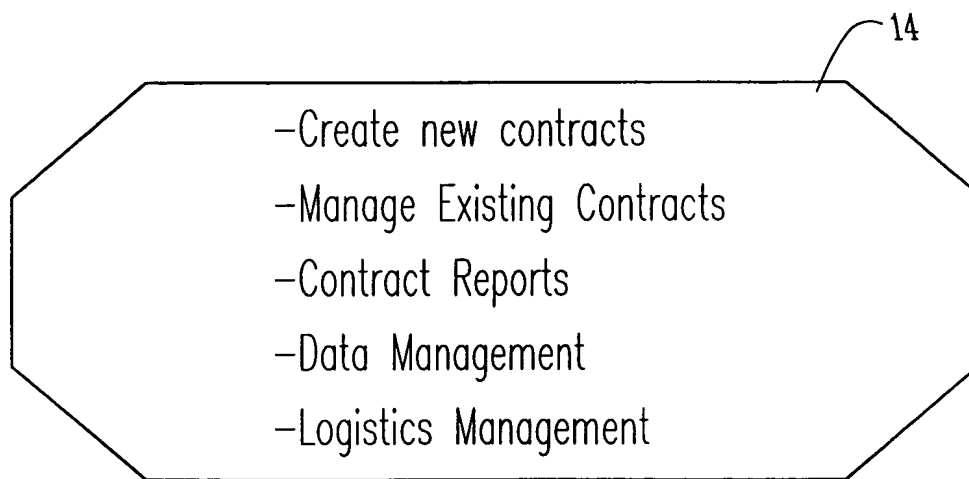 14
-Create new contracts
-Manage Existing Contracts
-Contract Reports
-Data Management
-Logistics Management